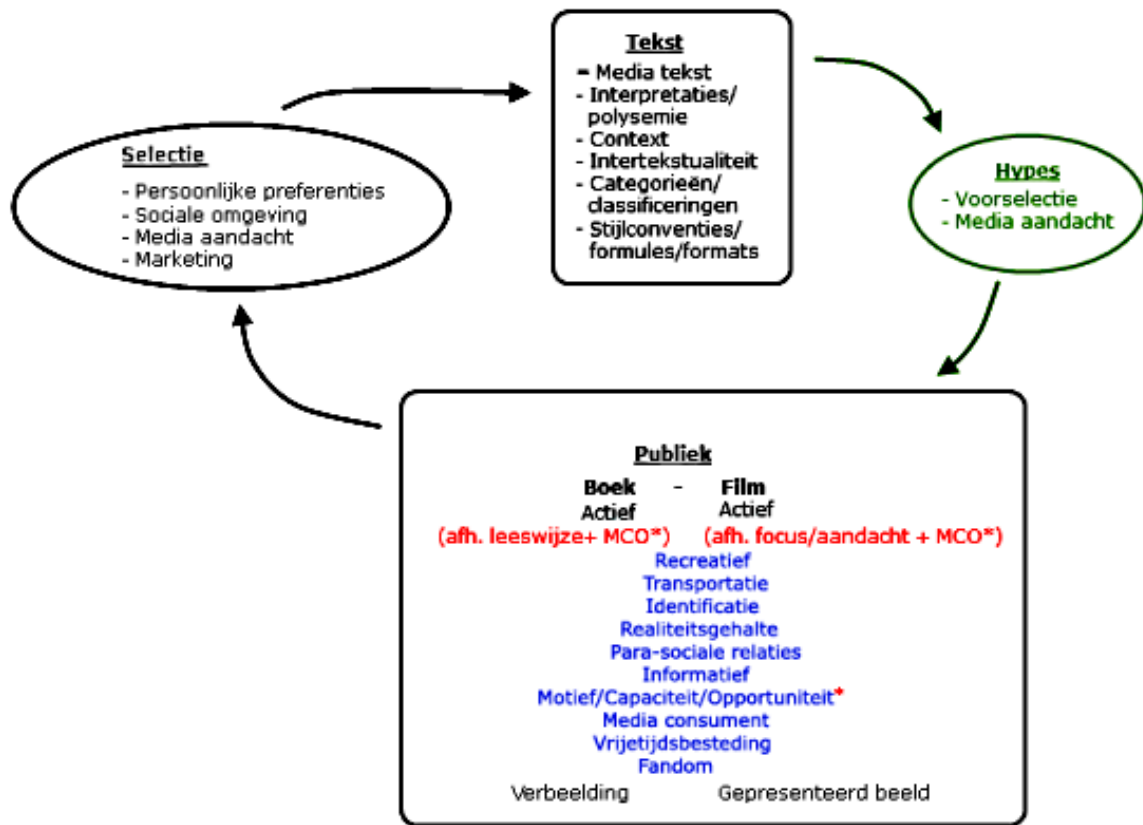 Tekst
- Media tekst
- Interpretaties/
polysemie
- Context
- Intertekstualiteit
- Categorieën/
classificeringen
- Stijlconventies/
formules/formats
Selectie
- Persoonlijke preferenties
- Sociale omgeving
- Media aandacht
- Marketing
Hypes
- Voorselectie
- Media aandacht
Publiek
Boek - Film
Actief Actief
(afh. leeswijze+ MCO*) (afh. focus/aandacht + MCO*)
Recreatief
Transportatie
Identificatie
Realiteitsgehalte
Para-sociale relaties
Informatief
Motief/Capaciteit/Opportuniteit*
Media consument
Vrijetijdsbesteding
Fandom
Verbeelding Gepresenteerd beeld